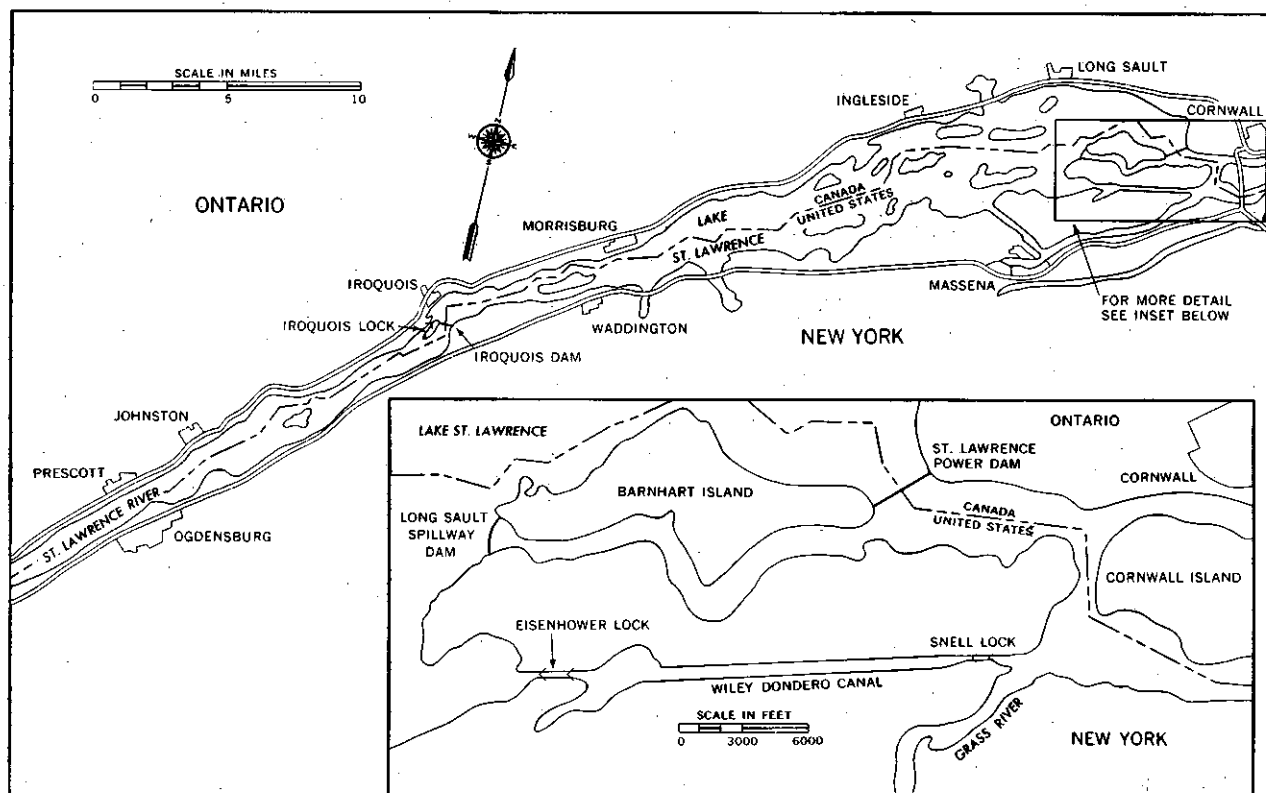 SCALE IN MILES
0 5 10
N
LONG SAULT
INGLESIDE
CORNWALL
ONTARIO
CANADA
UNITED STATES
LAKE
ST. LAWRENCE
MORRISBURG
IROQUOIS
MASSENA
FOR MORE DETAIL
SEE INSET BELOW
IROQUOIS LOCK
WADDINGTON
NEW YORK
IROQUOIS DAM
JOHNSTON
PRESCOTT
ST. LAWRENCE RIVER
OGDENSBURG
LAKE ST. LAWRENCE
ONTARIO
ST. LAWRENCE
POWER DAM
CORNWALL
BARNHART ISLAND
CANADA
UNITED STATES
LONG SAULT
SPILLWAY
DAM
CORNWALL ISLAND
EISENHOWER LOCK
SNELL LOCK
WILEY DONDERO CANAL
SCALE IN FEET
0 3000 6000
GRASS RIVER
NEW YORK